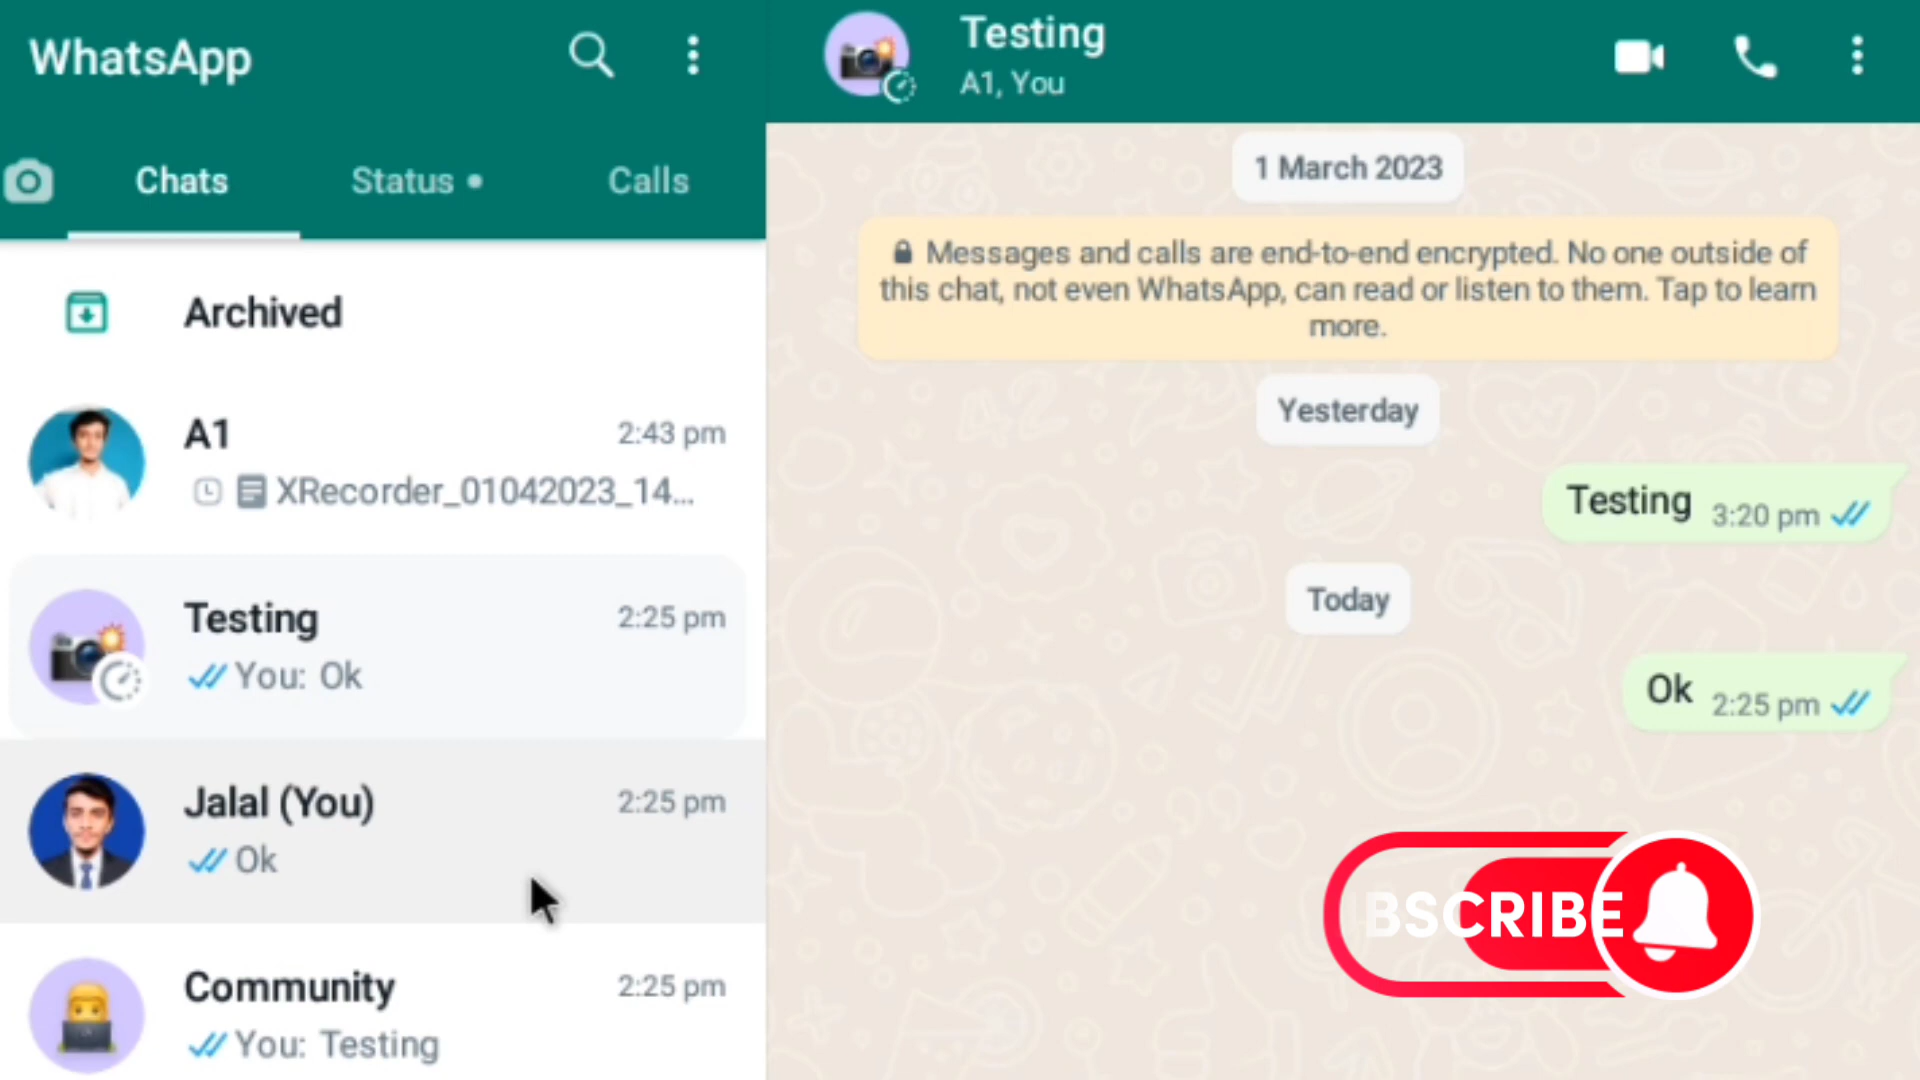 WhatsApp
Chats
Status
Calls
Archived
A1
2:43 pm
XRecorder_01042023_14...
Testing
2:25 pm
You: Ok
Jalal (You)
2:25 pm
Ok
Community
2:25 pm
You: Testing
Testing
A1, You
1 March 2023
Messages and calls are end-to-end encrypted. No one outside of
this chat, not even WhatsApp, can read or listen to them. Tap to learn
more.
Yesterday
Testing 3:20 pm
Today
Ok 2:25 pm
BSCRIBE